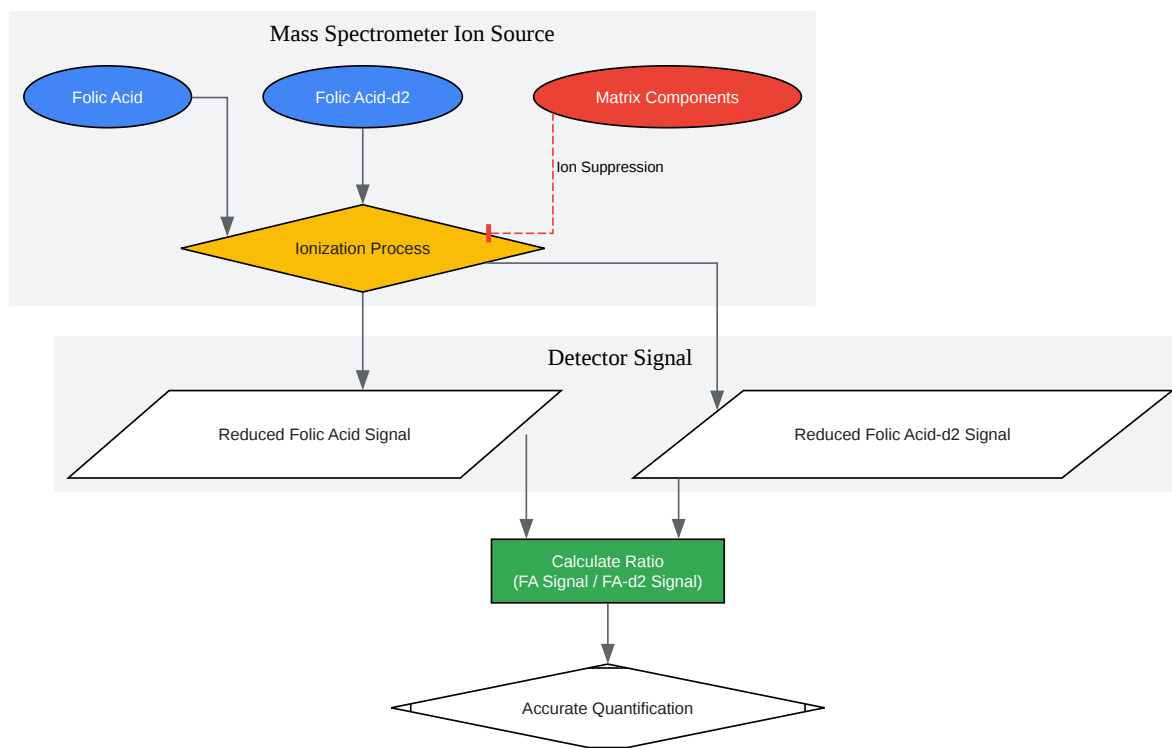 Mass Spectrometer Ion Source
Folic Acid
Folic Acid-d2
Matrix Components
Ion Suppression
Ionization Process
Detector Signal
Reduced Folic Acid Signal
Reduced Folic Acid-d2 Signal
Calculate Ratio
(FA Signal / FA-d2 Signal)
Accurate Quantification